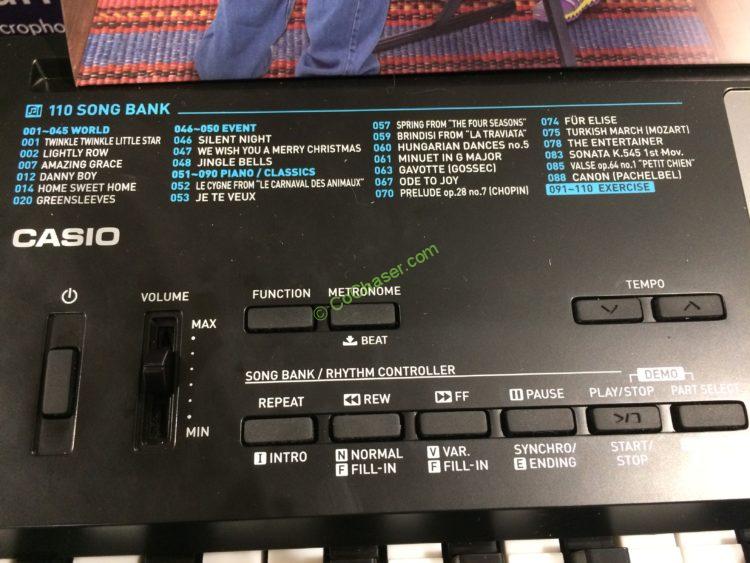 icropho
110 SONG BANK
001~045 WORLD
001 TWINKLE TWINKLE LITTLE STAR
002 LIGHTLY ROW
007 AMAZING GRACE
012 DANNY BOY
014 HOME SWEET HOME
020 GREENSLEEVES
046~050 EVENT
046 SILENT NIGHT
047 WE WISH YOU A MERRY CHRISTMAS
048 JINGLE BELLS
051~090 PIANO / CLASSICS
052 LE CYGNE FROM "LE CARNAVAL DES ANIMAUX"
053 JE TE VEUX
057 SPRING FROM "THE FOUR SEASONS"
059 BRINDISI FROM "LA TRAVIATA"
060 HUNGARIAN DANCES no.5
061 MINUET IN G MAJOR
063 GAVOTTE (GOSSEC)
067 ODE TO JOY
070 PRELUDE op.28 no.7 (CHOPIN)
074 FÜR ELISE
075 TURKISH MARCH (MOZART)
078 THE ENTERTAINER
083 SONATA K.545 1st Mov.
085 VALSE op.64 no.1 "PETIT CHIEN"
088 CANON (PACHELBEL)
091~110 EXERCISE
CASIO
© CoChaser.com
VOLUME
MAX
MIN
FUNCTION
METRONOME
BEAT
TEMPO
SONG BANK / RHYTHM CONTROLLER
DEMO
REPEAT
REW
FF
PAUSE
PLAY/STOP
PART SELECT
I INTRO
N NORMAL
F FILL-IN
V VAR.
F FILL-IN
SYNCHRO/
E ENDING
START/
STOP